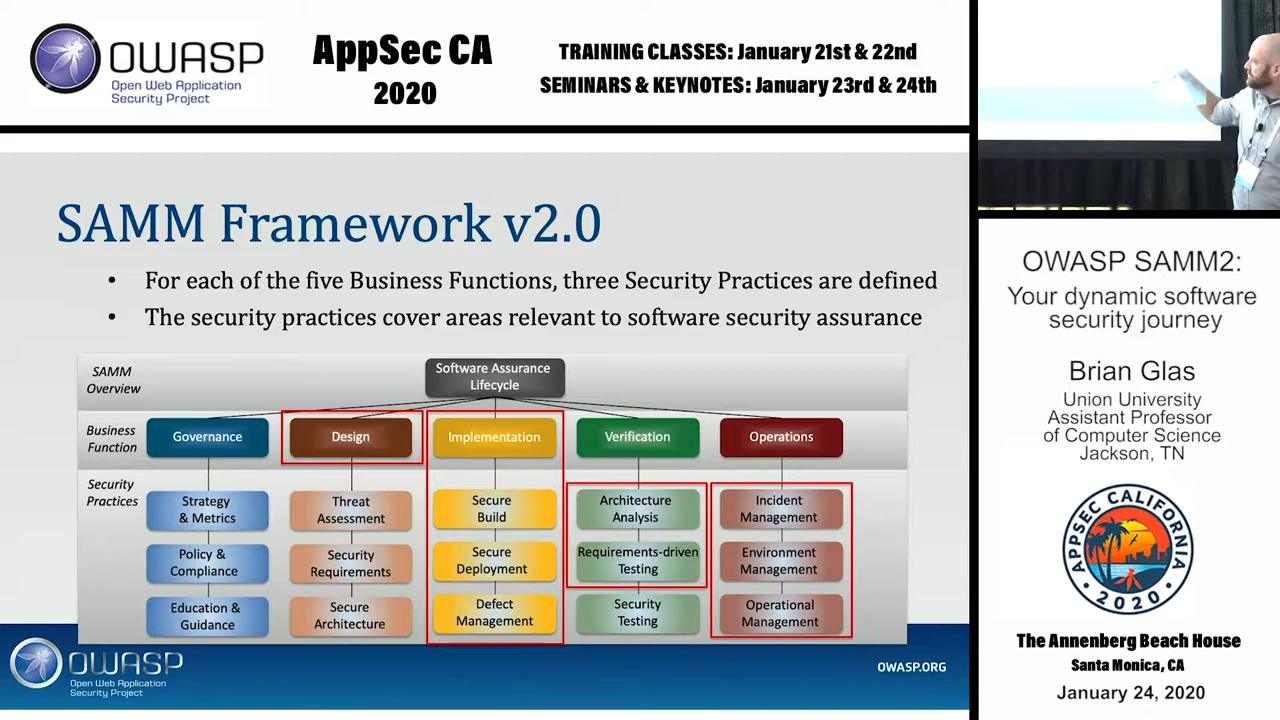 OWASP
Open Web Application
Security Project
AppSec CA
2020
TRAINING CLASSES: January 21st & 22nd
SEMINARS & KEYNOTES: January 23rd & 24th
SAMM Framework v2.0
• For each of the five Business Functions, three Security Practices are defined
• The security practices cover areas relevant to software security assurance
SAMM
Overview
Software Assurance
Lifecycle
Business
Function
Governance
Design
Implementation
Verification
Operations
Security
Practices
Strategy
& Metrics
Threat
Assessment
Secure
Build
Architecture
Analysis
Incident
Management
Policy &
Compliance
Security
Requirements
Secure
Deployment
Requirements-driven
Testing
Environment
Management
Education &
Guidance
Secure
Architecture
Defect
Management
Security
Testing
Operational
Management
OWASP
Open Web Application
Security Project
OWASP.ORG
OWASP SAMM2:
Your dynamic software
security journey
Brian Glas
Union University
Assistant Professor
of Computer Science
Jackson, TN
APPSEC CALIFORNIA
2020
The Annenberg Beach House
Santa Monica, CA
January 24, 2020